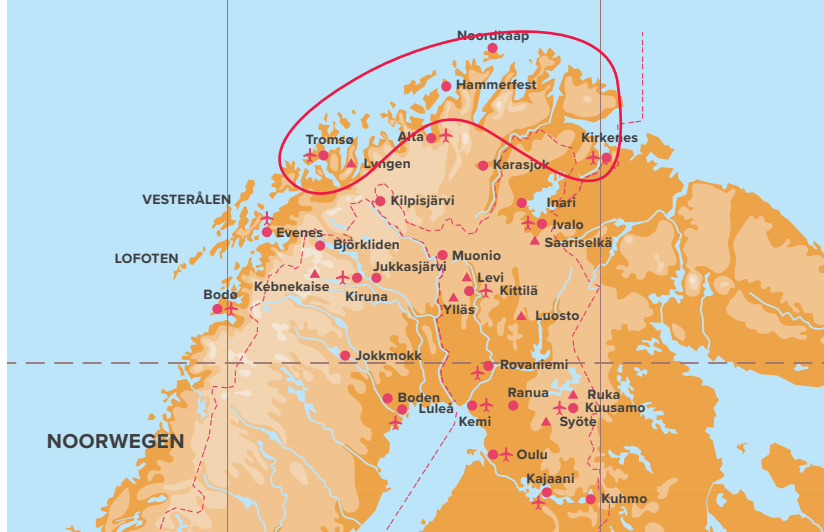 Noordkaap
Hammerfest
Tromsø
Alta
Kirkenes
Lyngen
Karasjok
VESTERÅLEN
Kilpisjärvi
Inari
Evenes
Ivalo
Björkliden
Saariselkä
LOFOTEN
Muonio
Jukkasjärvi
Kebnekaise
Levi
Kiruna
Kittilä
Bodø
Ylläs
Luosto
Jokkmokk
Rovaniemi
Boden
Ranua
Ruka
Luleå
Kuusamo
Kemi
Syöte
NOORWEGEN
Oulu
Kajaani
Kuhmo